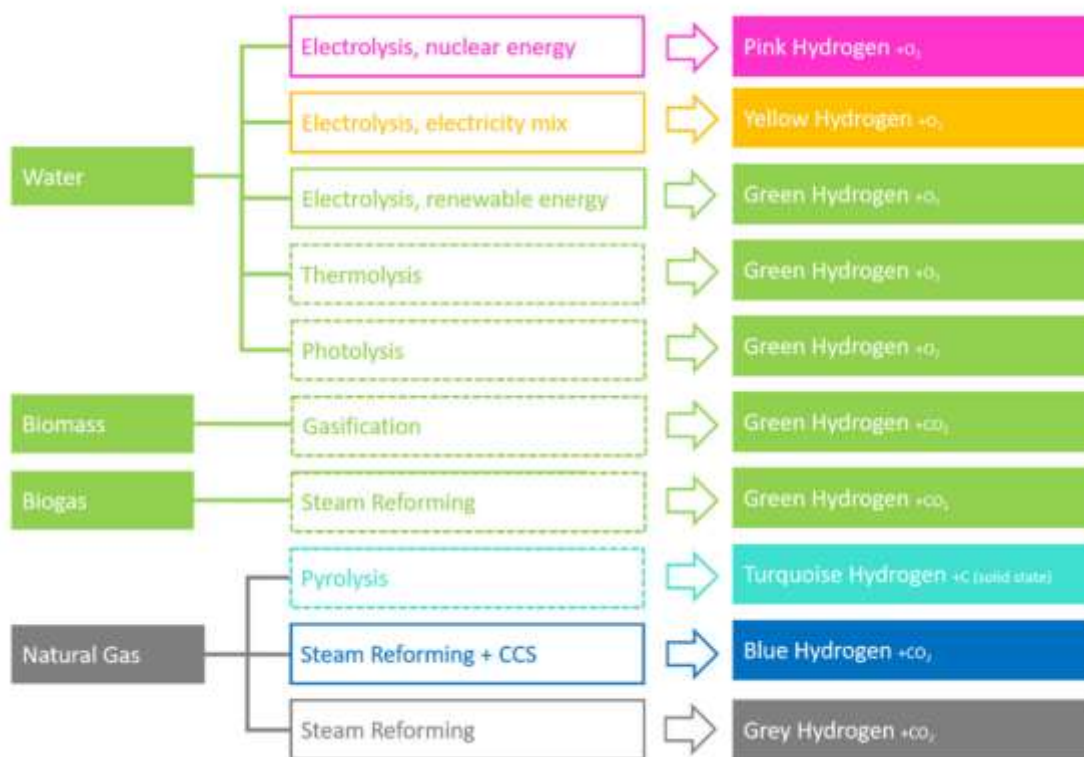 Electrolysis, nuclear energy
Pink Hydrogen +O₂
Electrolysis, electricity mix
Yellow Hydrogen +O₂
Water
Electrolysis, renewable energy
Green Hydrogen +O₂
Thermolysis
Green Hydrogen +O₂
Photolysis
Green Hydrogen +O₂
Biomass
Gasification
Green Hydrogen +CO₂
Biogas
Steam Reforming
Green Hydrogen +CO₂
Pyrolysis
Turquoise Hydrogen +C (solid state)
Natural Gas
Steam Reforming + CCS
Blue Hydrogen +CO₂
Steam Reforming
Grey Hydrogen +CO₂